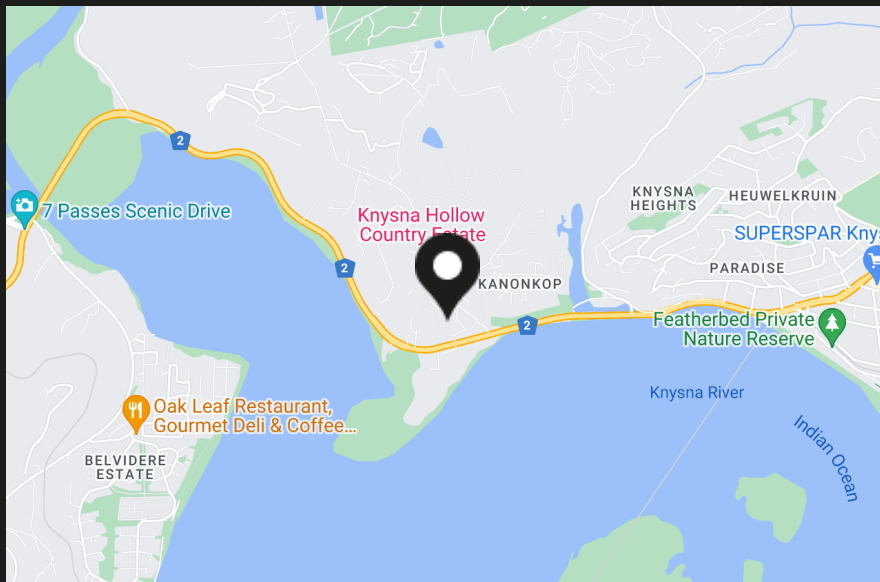 2
7 Passes Scenic Drive
Knysna Hollow
Country Estate
KNYSNA
HEIGHTS
HEUWELKRUIN
SUPERSPAR Knys
PARADISE
2
KANONKOP
2
Featherbed Private
Nature Reserve
Knysna River
Oak Leaf Restaurant,
Gourmet Deli & Coffee...
Indian Ocean
BELVIDERE
ESTATE